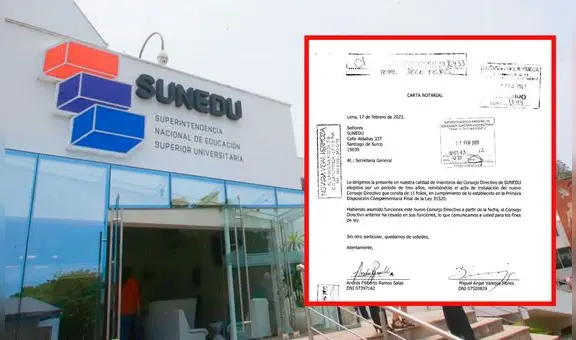 SUNEDU
SUPERINTENDENCIA
NACIONAL DE EDUCACIÓN
SUPERIOR UNIVERSITARIA
CARTA NOTARIAL
Lima, 17 de febrero de 2023.
Señores
SUNEDU
Calle Aldabas 337
Santiago de Surco
15039
At.: Secretaria General
Le dirigimos la presente en nuestra calidad de miembros del Consejo Directivo de SUNEDU
elegidos por un periodo de tres años, remitiéndole el acta de instalación del nuevo
Consejo Directivo que consta de 11 folios, en cumplimiento de lo establecido en la Primera
Disposición Complementaria Final de la Ley 31520.
Habiendo asumido funciones este nuevo Consejo Directivo a partir de la fecha, el Consejo
Directivo anterior ha cesado en sus funciones, lo que comunicamos a usted para los fines
de ley.
Sin otro particular, quedamos de ustedes,
Atentamente,
Andrés Filiberto Ramos Salas
Miguel Angel Vallejos Flores
17 FEB 2023